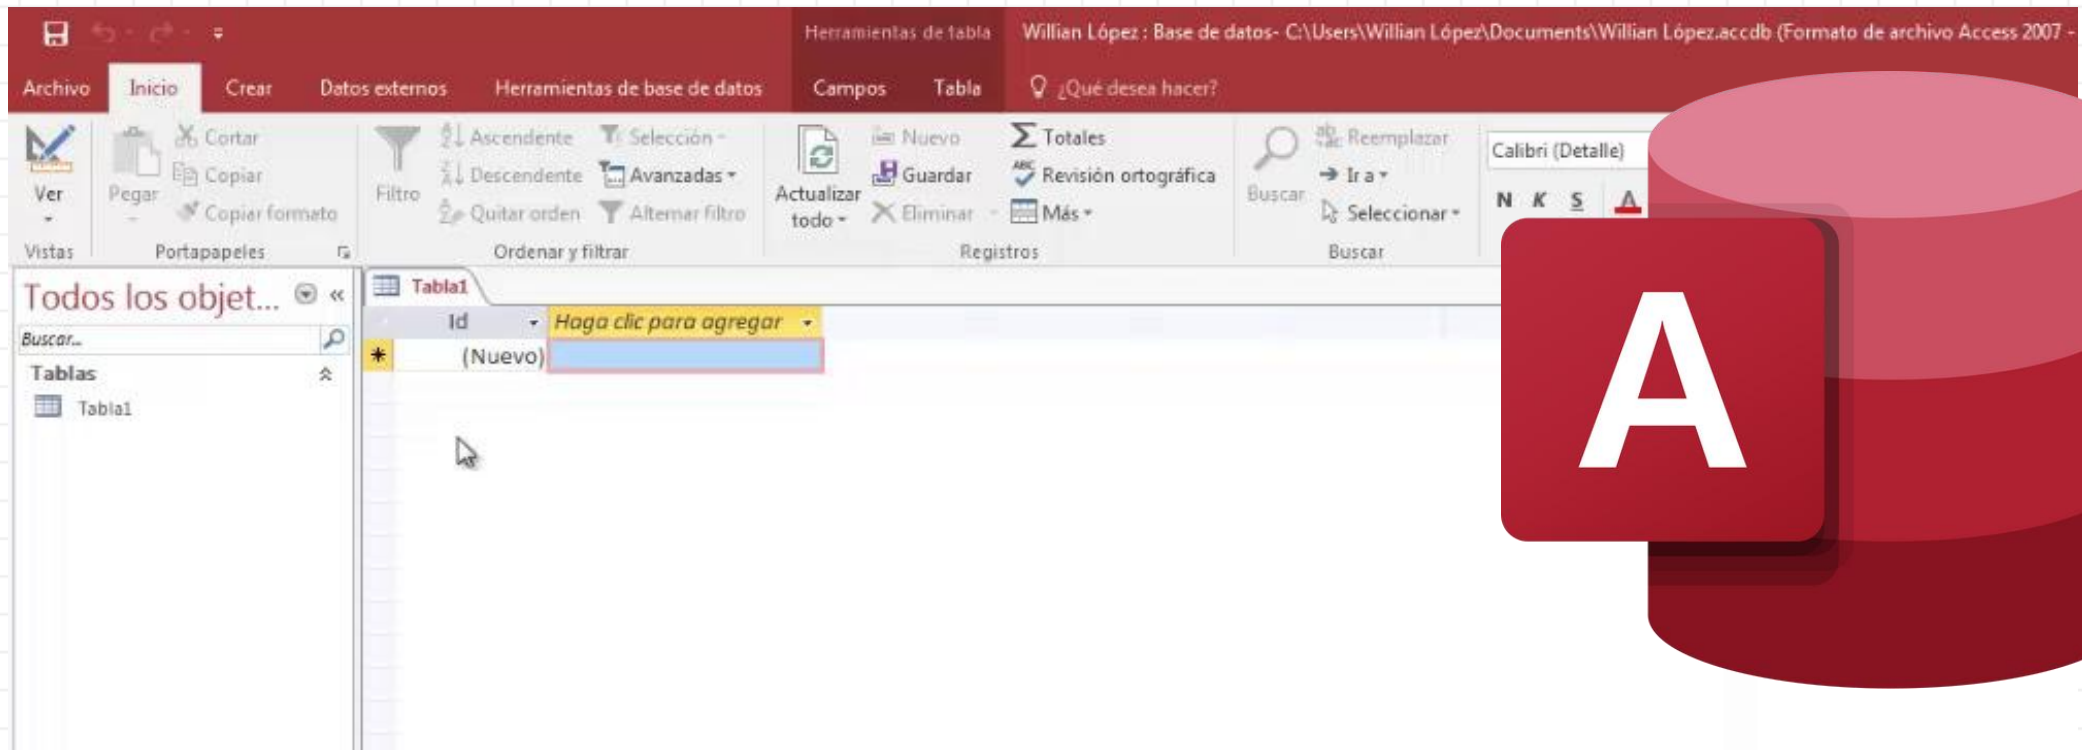 Herramientas de tabla
Willian López : Base de datos- C:\Users\Willian López\Documents\Willian López.accdb (Formato de archivo Access 2007 -
Archivo Inicio Crear Datos externos Herramientas de base de datos Campos Tabla ¿Qué desea hacer?
Ver
Vistas
Pegar
Cortar
Copiar
Copiar formato
Portapapeles
Filtro
Ascendente
Descendente
Quitar orden
Selección
Avanzadas
Alternar filtro
Ordenar y filtrar
Actualizar
todo
Nuevo
Guardar
Eliminar
Totales
Revisión ortográfica
Más
Registros
Buscar
Reemplazar
Ir a
Seleccionar
Buscar
Calibri (Detalle)
N K S A
Todos los objet... «
Buscar...
Tablas
Tabla1
Tabla1
Id Haga clic para agregar
* (Nuevo)
A